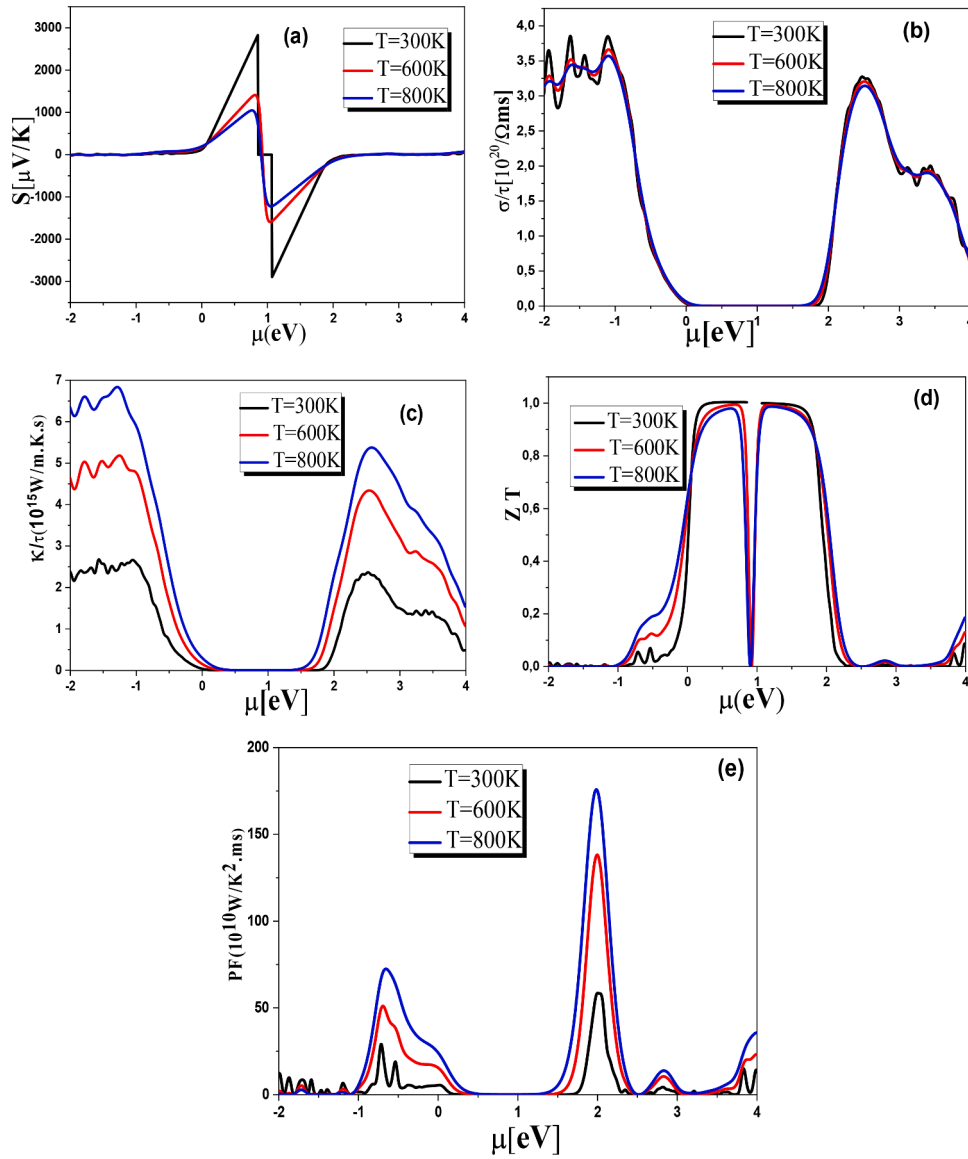 (a)
T=300K
T=600K
T=800K
S[μV/K]
3000
2000
1000
0
-1000
-2000
-3000
-2 -1 0 1 2 3 4
μ(eV)
(b)
T=300K
T=600K
T=800K
σ/τ[10²⁰/Ωms]
4,0
3,5
3,0
2,5
2,0
1,5
1,0
0,5
0,0
-2 -1 0 1 2 3 4
μ[eV]
(c)
T=300K
T=600K
T=800K
κ/τ(10¹⁵W/m.K.s)
7
6
5
4
3
2
1
0
-2 -1 0 1 2 3 4
μ[eV]
(d)
T=300K
T=600K
T=800K
ZT
1,0
0,8
0,6
0,4
0,2
0,0
-2 -1 0 1 2 3 4
μ(eV)
(e)
T=300K
T=600K
T=800K
PF(10¹⁰W/K².ms)
200
150
100
50
0
-2 -1 0 1 2 3 4
μ[eV]